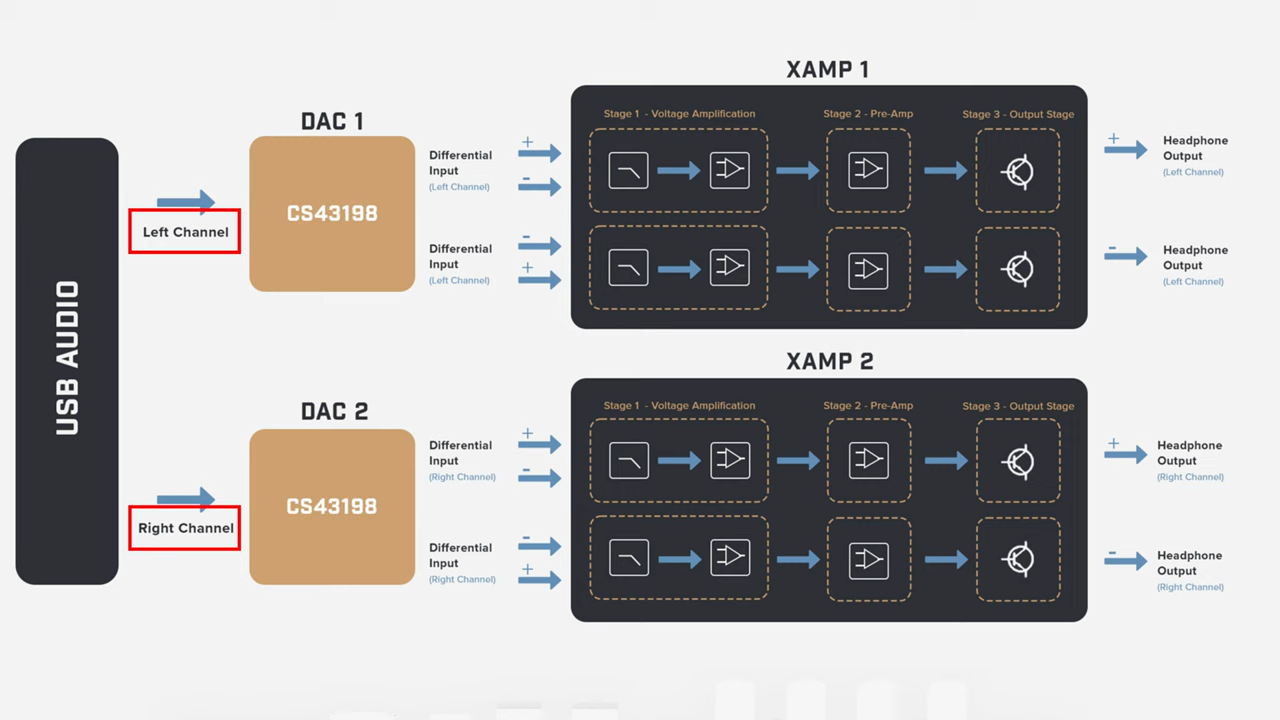 USB AUDIO
Left Channel
Right Channel
DAC 1
CS43198
Differential
Input
(Left Channel)
+
-
Differential
Input
(Left Channel)
-
+
XAMP 1
Stage 1 - Voltage Amplification
Stage 2 - Pre-Amp
Stage 3 - Output Stage
+
Headphone
Output
(Left Channel)
-
Headphone
Output
(Left Channel)
DAC 2
CS43198
Differential
Input
(Right Channel)
+
-
Differential
Input
(Right Channel)
-
+
XAMP 2
Stage 1 - Voltage Amplification
Stage 2 - Pre-Amp
Stage 3 - Output Stage
+
Headphone
Output
(Right Channel)
-
Headphone
Output
(Right Channel)